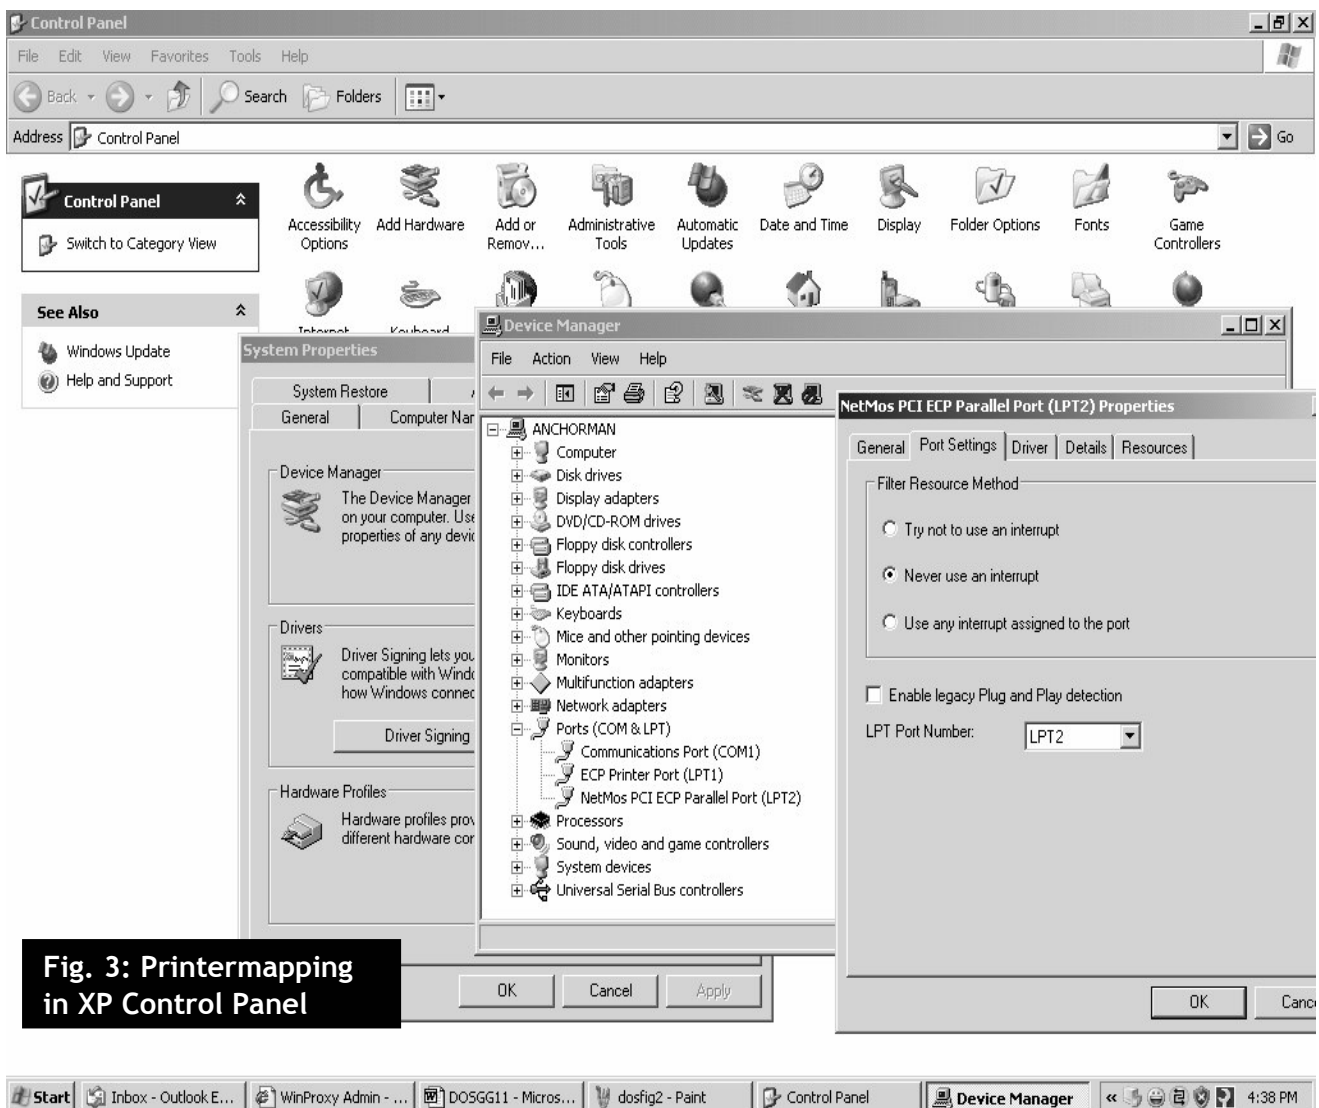 Control Panel
File Edit View Favorites Tools Help
Back Search Folders
Address Control Panel Go
Control Panel
Switch to Category View
See Also
Windows Update
Help and Support
Accessibility Options
Add Hardware
Add or Remov...
Administrative Tools
Automatic Updates
Date and Time
Display
Folder Options
Fonts
Game Controllers
Internet
Keyboard
System Properties
System Restore
General
Computer Nar
Device Manager
The Device Manager
on your computer. Use
properties of any devic
Drivers
Driver Signing lets you
compatible with Windo
how Windows connec
Driver Signing
Hardware Profiles
Hardware profiles prov
different hardware cor
OK Cancel Apply
Device Manager
File Action View Help
ANCHORMAN
Computer
Disk drives
Display adapters
DVD/CD-ROM drives
Floppy disk controllers
Floppy disk drives
IDE ATA/ATAPI controllers
Keyboards
Mice and other pointing devices
Monitors
Multifunction adapters
Network adapters
Ports (COM & LPT)
Communications Port (COM1)
ECP Printer Port (LPT1)
NetMos PCI ECP Parallel Port (LPT2)
Processors
Sound, video and game controllers
System devices
Universal Serial Bus controllers
NetMos PCI ECP Parallel Port (LPT2) Properties
General Port Settings Driver Details Resources
Filter Resource Method
Try not to use an interrupt
Never use an interrupt
Use any interrupt assigned to the port
Enable legacy Plug and Play detection
LPT Port Number: LPT2
OK Canc
Fig. 3: Printermapping
in XP Control Panel
Start Inbox - Outlook E... WinProxy Admin - ... DOSGG11 - Micros... dosfig2 - Paint Control Panel Device Manager « 4:38 PM